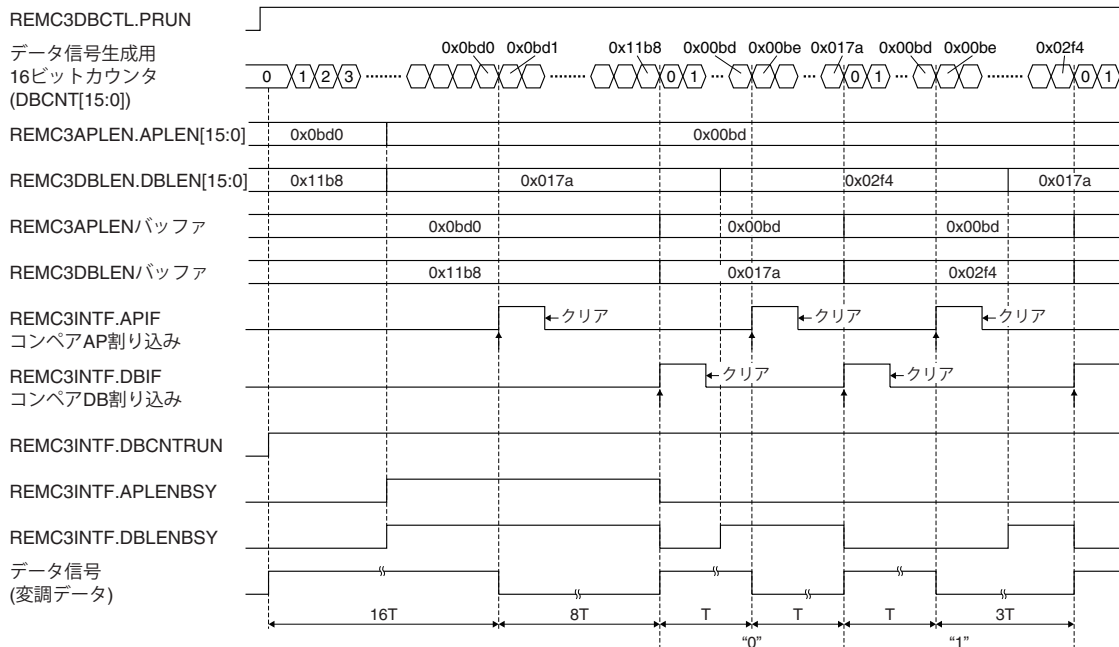 REMC3DBCTL.PRUN
データ信号生成用
16ビットカウンタ
(DBCNT[15:0])
0x0bd0 0x0bd1 0x11b8 0x00bd 0x00be 0x017a 0x00bd 0x00be 0x02f4
0 1 2 3 0 1 0 1 0 1
REMC3APLEN.APLEN[15:0] 0x0bd0 0x00bd
REMC3DBLEN.DBLEN[15:0] 0x11b8 0x017a 0x02f4 0x017a
REMC3APLENバッファ 0x0bd0 0x00bd 0x00bd
REMC3DBLENバッファ 0x11b8 0x017a 0x02f4
REMC3INTF.APIF
コンペアAP割り込み
クリア クリア クリア
REMC3INTF.DBIF
コンペアDB割り込み
クリア クリア
REMC3INTF.DBCNTRUN
REMC3INTF.APLENBSY
REMC3INTF.DBLENBSY
データ信号
(変調データ)
16T 8T T T T 3T
“0” “1”